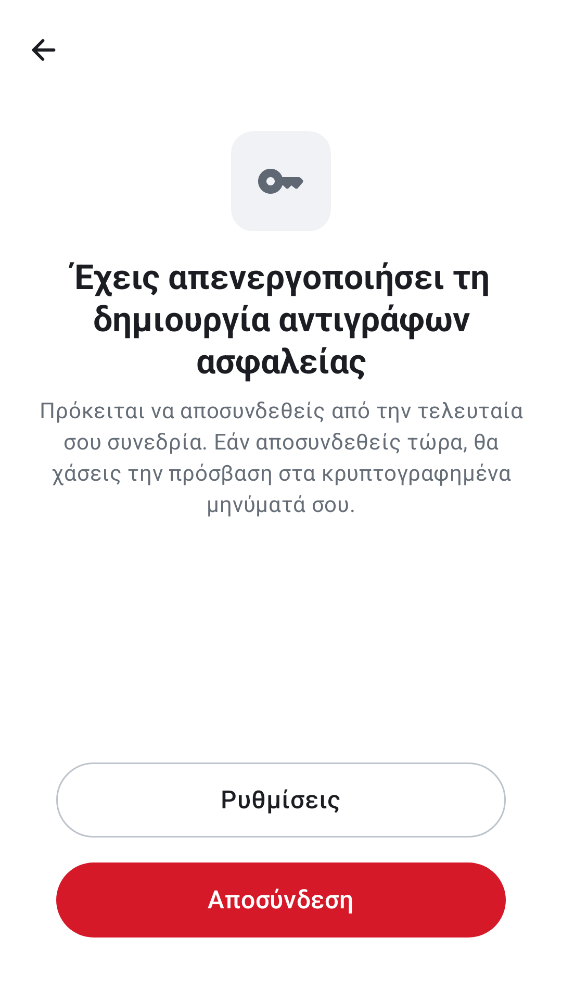 Έχεις απενεργοποιήσει τη
δημιουργία αντιγράφων
ασφαλείας
Πρόκειται να αποσυνδεθείς από την τελευταία
σου συνεδρία. Εάν αποσυνδεθείς τώρα, θα
χάσεις την πρόσβαση στα κρυπτογραφημένα
μηνύματά σου.
Ρυθμίσεις
Αποσύνδεση